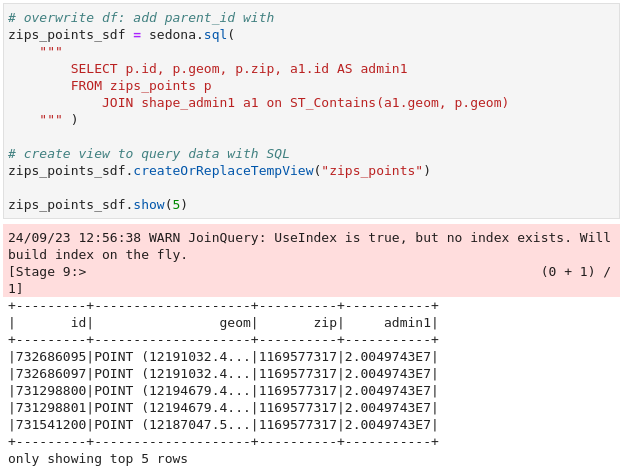 # overwrite df: add parent_id with
zips_points_sdf = sedona.sql(
    """
        SELECT p.id, p.geom, p.zip, a1.id AS admin1
        FROM zips_points p
            JOIN shape_admin1 a1 on ST_Contains(a1.geom, p.geom)
    """ )
# create view to query data with SQL
zips_points_sdf.createOrReplaceTempView("zips_points")
zips_points_sdf.show(5)
24/09/23 12:56:38 WARN JoinQuery: UseIndex is true, but no index exists. Will
build index on the fly.
[Stage 9:>                                                          (0 + 1) /
1]
+---------+--------------------+----------+-----------+
|       id|                geom|       zip|     admin1|
+---------+--------------------+----------+-----------+
|732686095|POINT (12191032.4...|1169577317|2.0049743E7|
|732686097|POINT (12191032.4...|1169577317|2.0049743E7|
|731298800|POINT (12194679.4...|1169577317|2.0049743E7|
|731298801|POINT (12194679.4...|1169577317|2.0049743E7|
|731541200|POINT (12187047.5...|1169577317|2.0049743E7|
+---------+--------------------+----------+-----------+
only showing top 5 rows